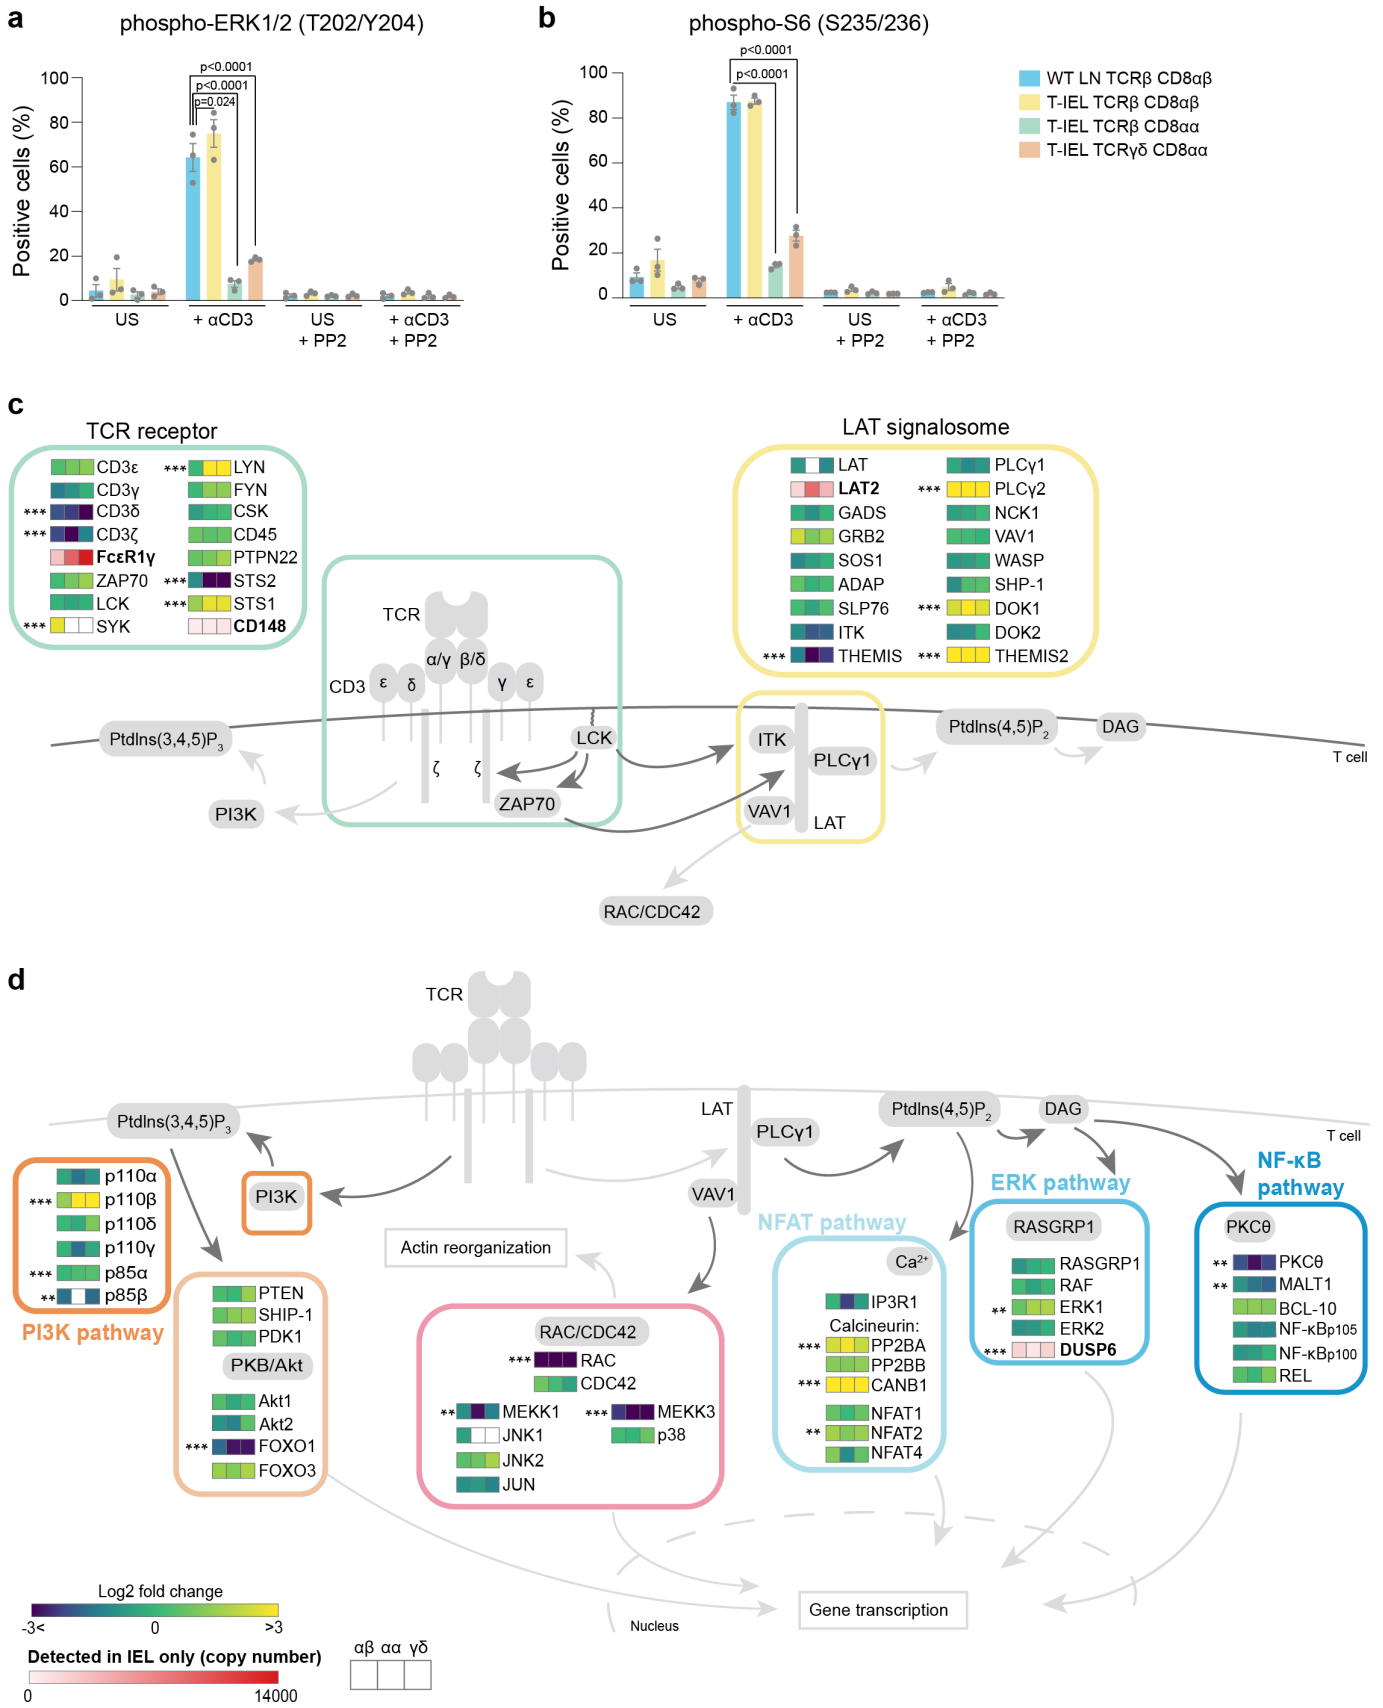 a
phospho-ERK1/2 (T202/Y204)
Positive cells (%)
100
80
60
40
20
0
p<0.0001
p<0.0001
p=0.024
US
+ αCD3
US
+ PP2
+ αCD3
+ PP2
b
phospho-S6 (S235/236)
Positive cells (%)
100
80
60
40
20
0
p<0.0001
p<0.0001
US
+ αCD3
US
+ PP2
+ αCD3
+ PP2
WT LN TCRβ CD8αβ
T-IEL TCRβ CD8αβ
T-IEL TCRβ CD8αα
T-IEL TCRγδ CD8αα
c
TCR receptor
CD3ε
CD3γ
*** CD3δ
*** CD3ζ
FcεR1γ
ZAP70
LCK
*** SYK
*** LYN
FYN
CSK
CD45
PTPN22
*** STS2
*** STS1
CD148
LAT signalosome
LAT
LAT2
GADS
GRB2
SOS1
ADAP
SLP76
ITK
*** THEMIS
PLCγ1
*** PLCγ2
NCK1
VAV1
WASP
SHP-1
*** DOK1
DOK2
*** THEMIS2
TCR
α/γ β/δ
CD3 ε δ γ ε
ζ ζ
LCK
ZAP70
PtdIns(3,4,5)P3
PI3K
ITK
PLCγ1
VAV1
LAT
RAC/CDC42
PtdIns(4,5)P2
DAG
T cell
d
TCR
PtdIns(3,4,5)P3
LAT
PLCγ1
VAV1
PtdIns(4,5)P2
DAG
T cell
PI3K
p110α
*** p110β
p110δ
p110γ
*** p85α
** p85β
PI3K pathway
PTEN
SHIP-1
PDK1
PKB/Akt
Akt1
Akt2
*** FOXO1
FOXO3
Actin reorganization
RAC/CDC42
*** RAC
CDC42
** MEKK1
JNK1
JNK2
JUN
*** MEKK3
p38
NFAT pathway
Ca2+
IP3R1
Calcineurin:
*** PP2BA
PP2BB
*** CANB1
NFAT1
** NFAT2
NFAT4
ERK pathway
RASGRP1
RASGRP1
RAF
** ERK1
ERK2
*** DUSP6
NF-κB
pathway
PKCθ
** PKCθ
** MALT1
BCL-10
NF-κBp105
NF-κBp100
REL
Gene transcription
Nucleus
Log2 fold change
-3< 0 >3
Detected in IEL only (copy number)
0 14000
αβ αα γδ